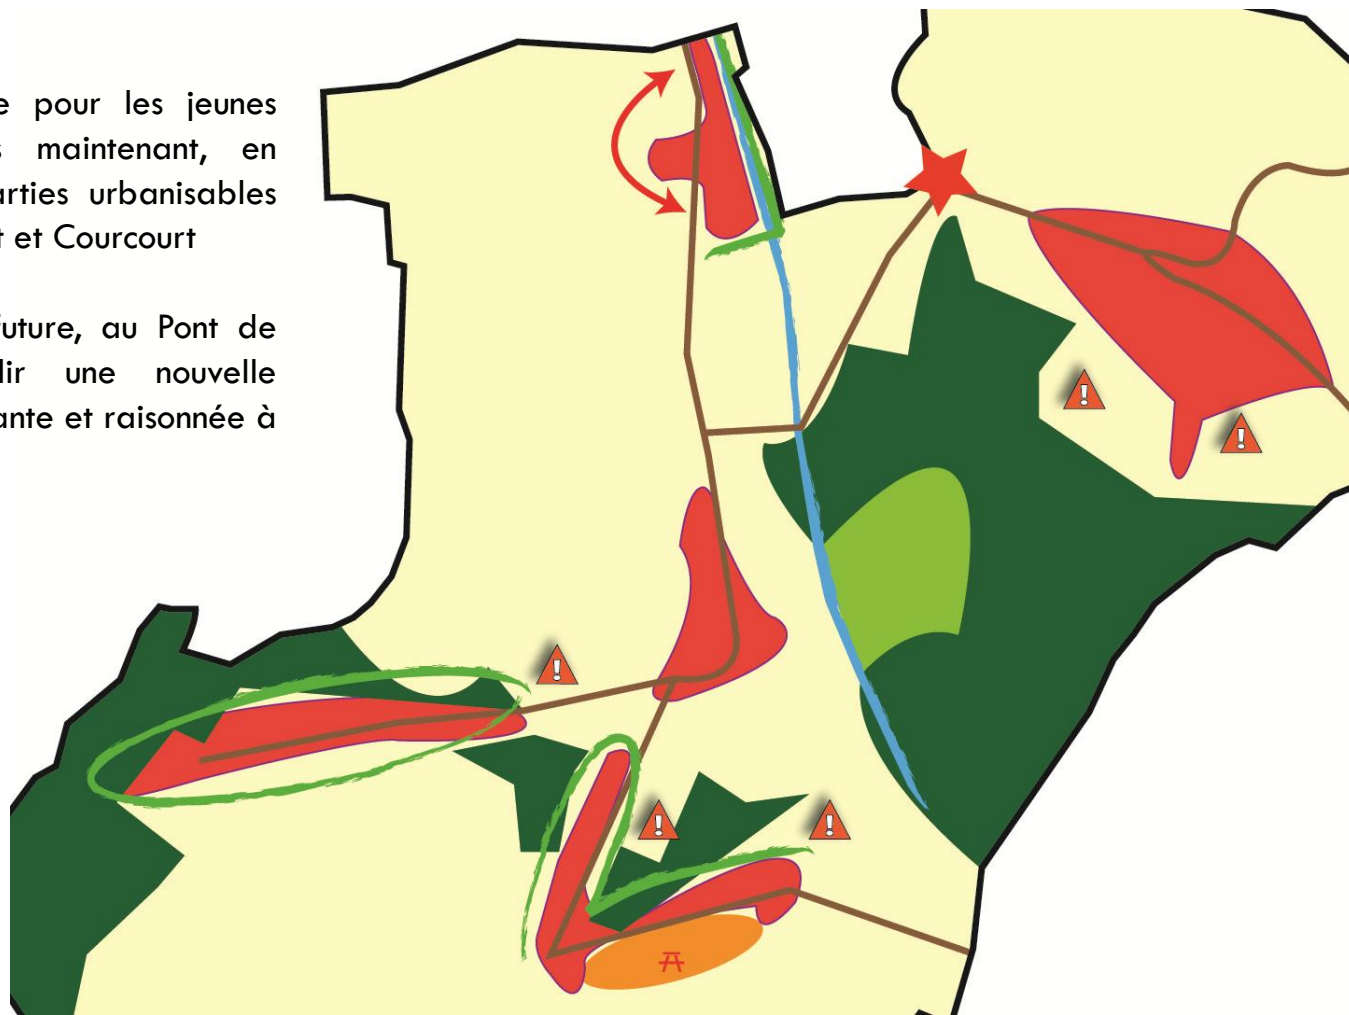 e pour les jeunes
s maintenant, en
arties urbanisables
t et Courcourt
future, au Pont de
lir une nouvelle
ante et raisonnée à
!
!
!
!
!